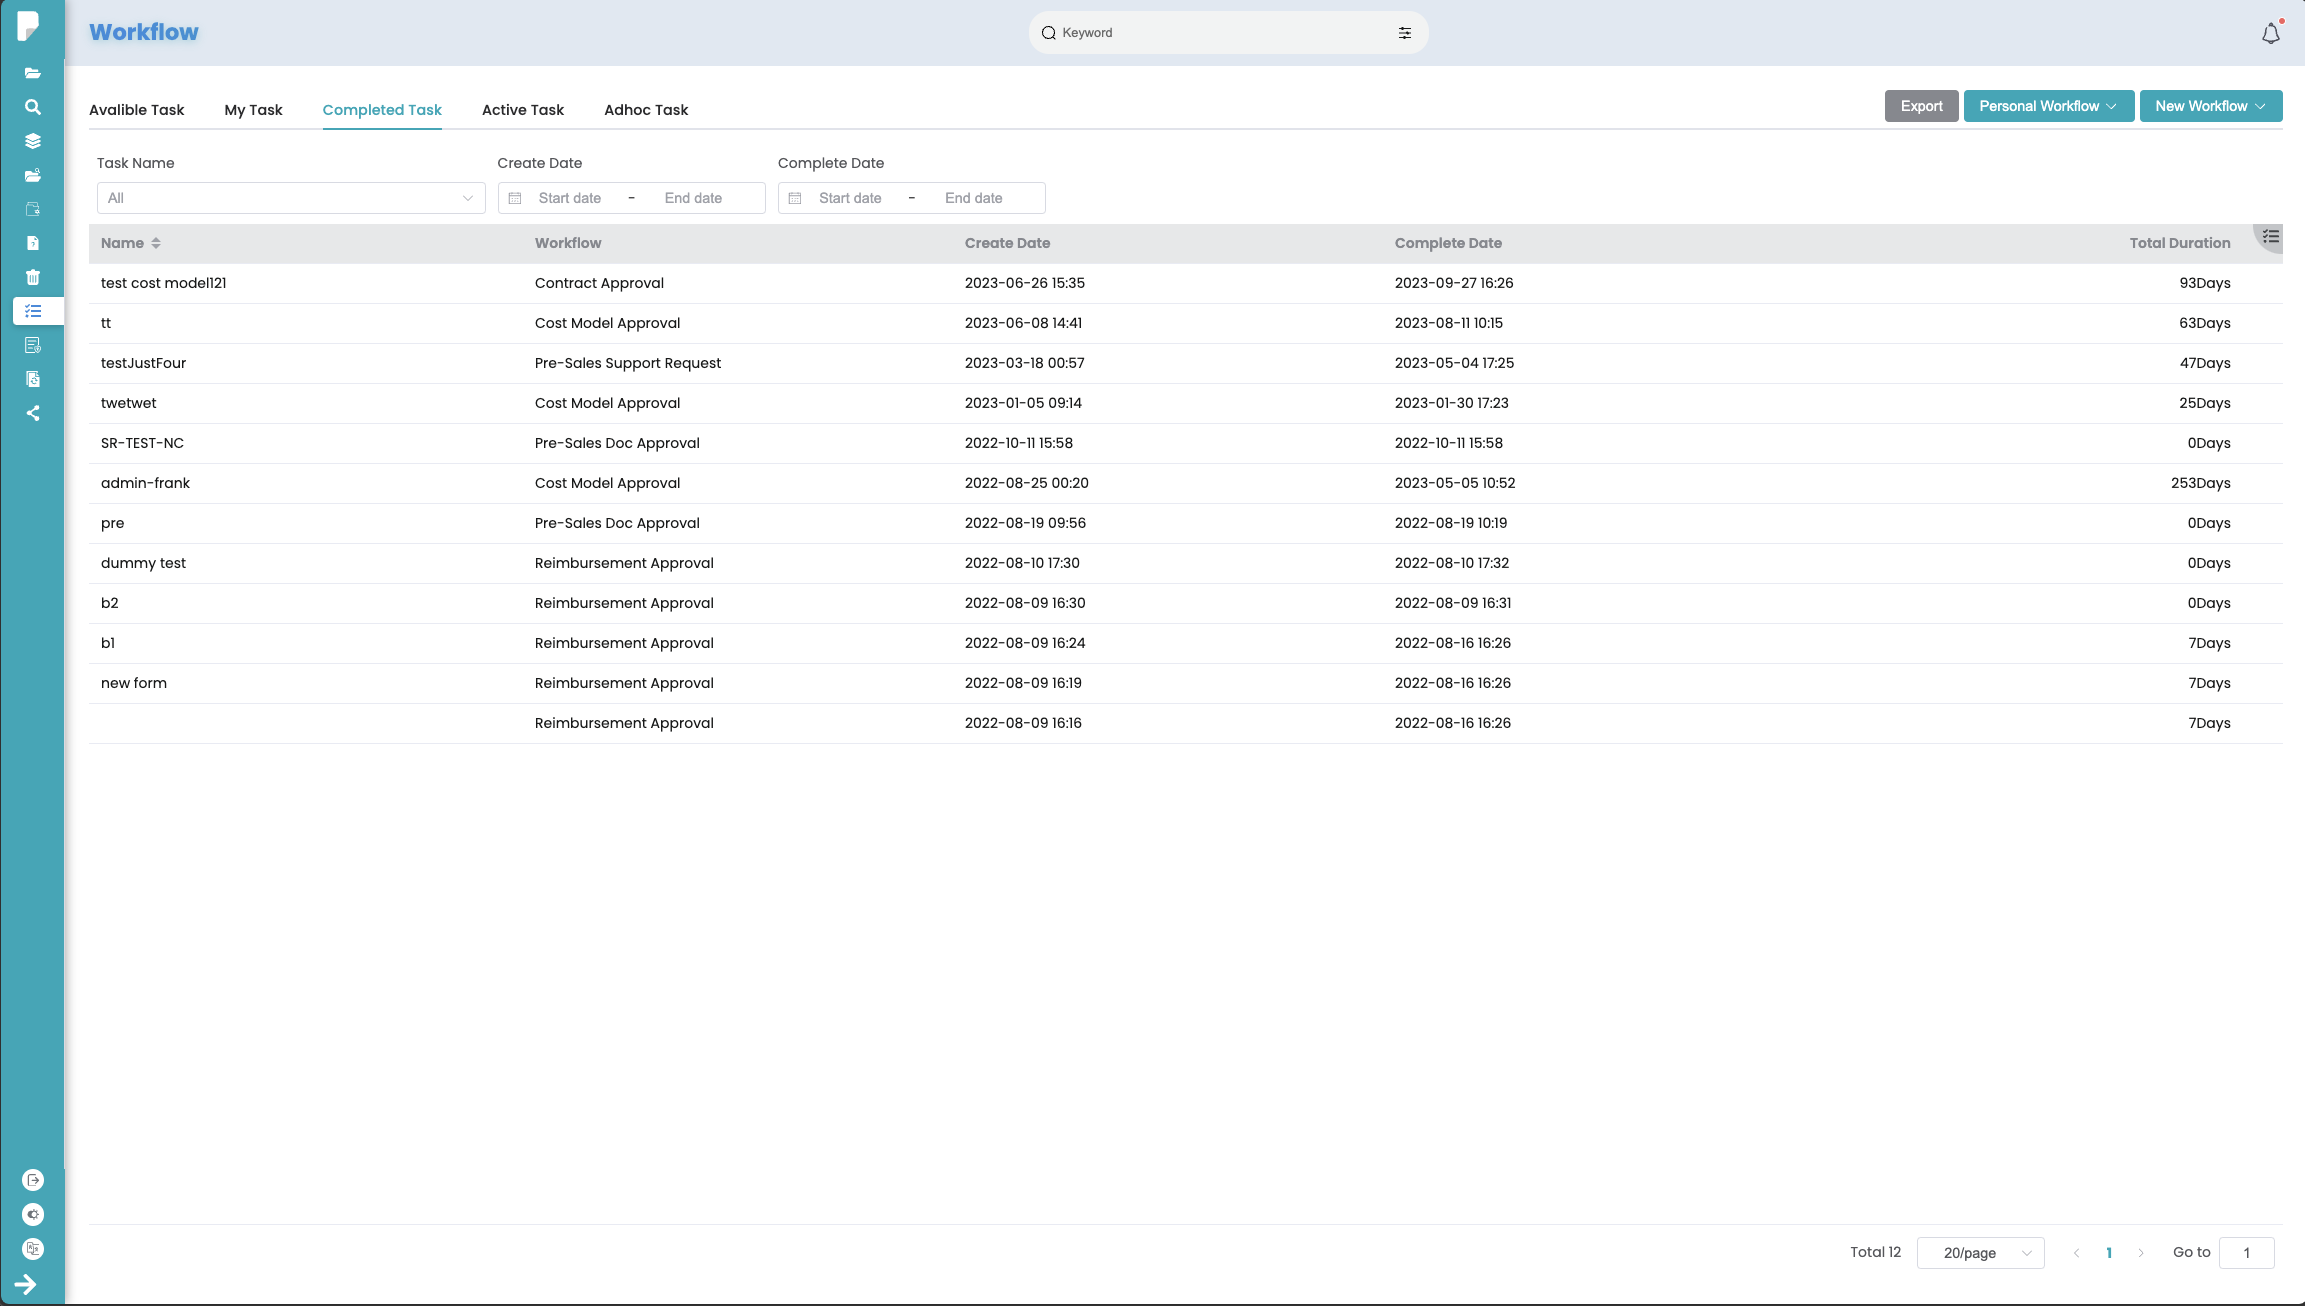 Workflow
Keyword
Avalible Task My Task Completed Task Active Task Adhoc Task
Export Personal Workflow New Workflow
Task Name Create Date Complete Date
All Start date - End date Start date - End date
Name Workflow Create Date Complete Date Total Duration
test cost model121 Contract Approval 2023-06-26 15:35 2023-09-27 16:26 93Days
tt Cost Model Approval 2023-06-08 14:41 2023-08-11 10:15 63Days
testJustFour Pre-Sales Support Request 2023-03-18 00:57 2023-05-04 17:25 47Days
twetwet Cost Model Approval 2023-01-05 09:14 2023-01-30 17:23 25Days
SR-TEST-NC Pre-Sales Doc Approval 2022-10-11 15:58 2022-10-11 15:58 0Days
admin-frank Cost Model Approval 2022-08-25 00:20 2023-05-05 10:52 253Days
pre Pre-Sales Doc Approval 2022-08-19 09:56 2022-08-19 10:19 0Days
dummy test Reimbursement Approval 2022-08-10 17:30 2022-08-10 17:32 0Days
b2 Reimbursement Approval 2022-08-09 16:30 2022-08-09 16:31 0Days
b1 Reimbursement Approval 2022-08-09 16:24 2022-08-16 16:26 7Days
new form Reimbursement Approval 2022-08-09 16:19 2022-08-16 16:26 7Days
Reimbursement Approval 2022-08-09 16:16 2022-08-16 16:26 7Days
Total 12 20/page 1 Go to 1